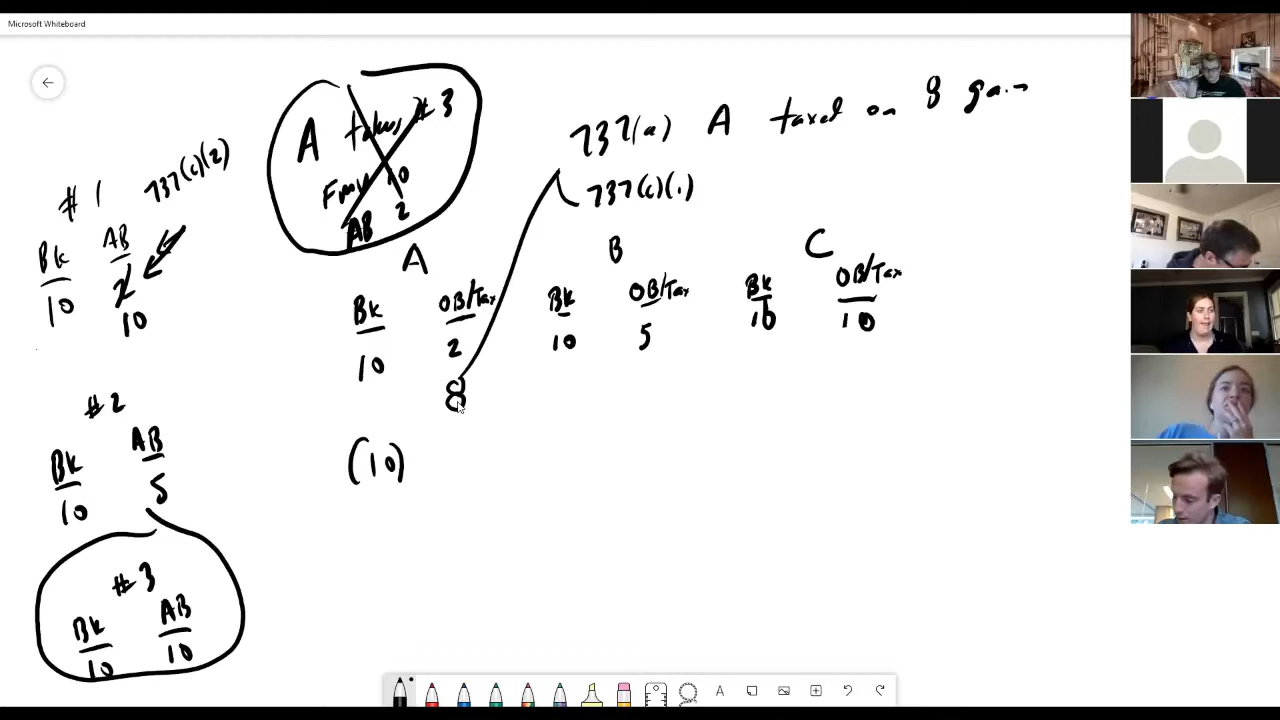 Microsoft Whiteboard
737(a) A taxed on 8 gain
737(c)(1)
# 1 737(c)(2)
Bk AB
10 2
10
A takes # 3
FMV 10
AB 2
A
Bk OB/Tax
10 2
8
(10)
B
Bk OB/Tax
10 5
C
Bk OB/Tax
10 10
# 2
Bk AB
10 5
# 3
Bk AB
10 10
A